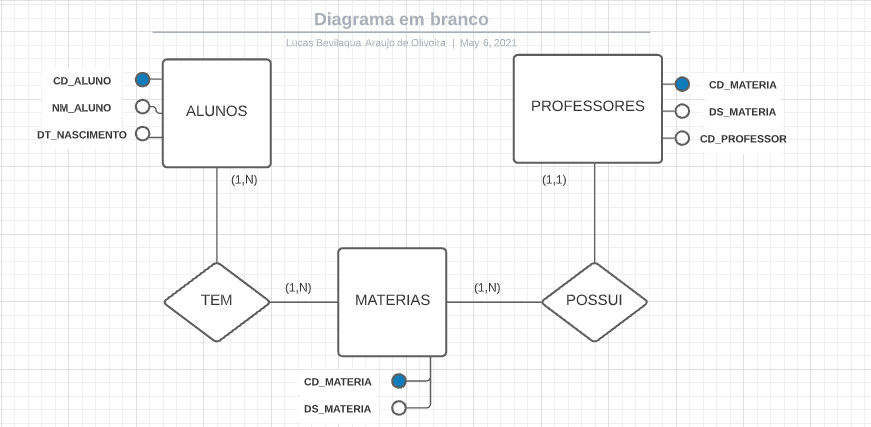 Diagrama em branco
Lucas Bevilaqua Araujo de Oliveira | May 6, 2021
CD_ALUNO
NM_ALUNO
DT_NASCIMENTO
ALUNOS
PROFESSORES
CD_MATERIA
DS_MATERIA
CD_PROFESSOR
(1,N)
(1,1)
TEM
(1,N)
MATERIAS
(1,N)
POSSUI
CD_MATERIA
DS_MATERIA